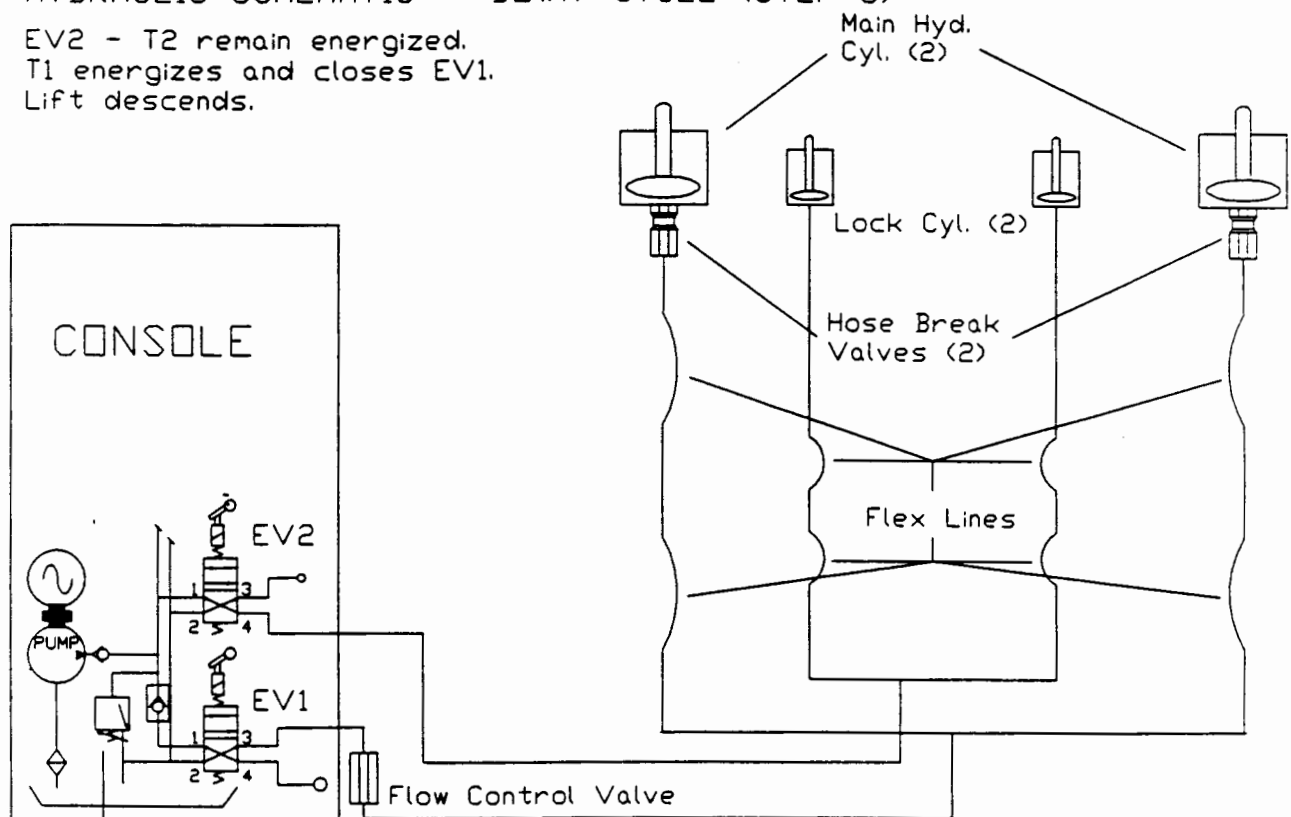 EV2 - T2 remain energized.
T1 energizes and closes EV1.
Lift descends.
Main Hyd.
Cyl. (2)
Lock Cyl. (2)
Hose Break
Valves (2)
Flex Lines
CONSOLE
EV2
1
3
2
4
PUMP
EV1
1
3
2
4
Flow Control Valve